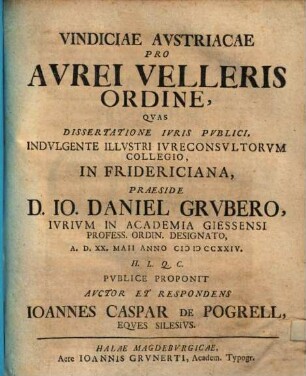 VINDICIAE AVSTRIACAE
PRO
AVREI VELLERIS
ORDINE,
QVAS
DISSERTATIONE IVRIS PVBLICI,
INDVLGENTE ILLVSTRI IVRECONSVLTORVM
COLLEGIO,
IN FRIDERICIANA,
PRAESIDE
D. IO. DANIEL GRVBERO,
IVRIVM IN ACADEMIA GIESSENSI
PROFESS. ORDIN. DESIGNATO,
A. D. XX. MAII ANNO CIↃ IↃ CCXXIV.
H. L. Q. C.
PVBLICE PROPONIT
AVCTOR ET RESPONDENS
IOANNES CASPAR DE POGRELL,
EQVES SILESIVS.
HALAE MAGDEBVRGICAE,
Aere IOANNIS GRVNERTI, Academ. Typogr.